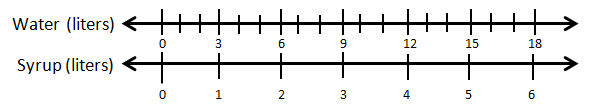 Water (liters)
0 3 6 9 12 15 18
Syrup (liters)
0 1 2 3 4 5 6